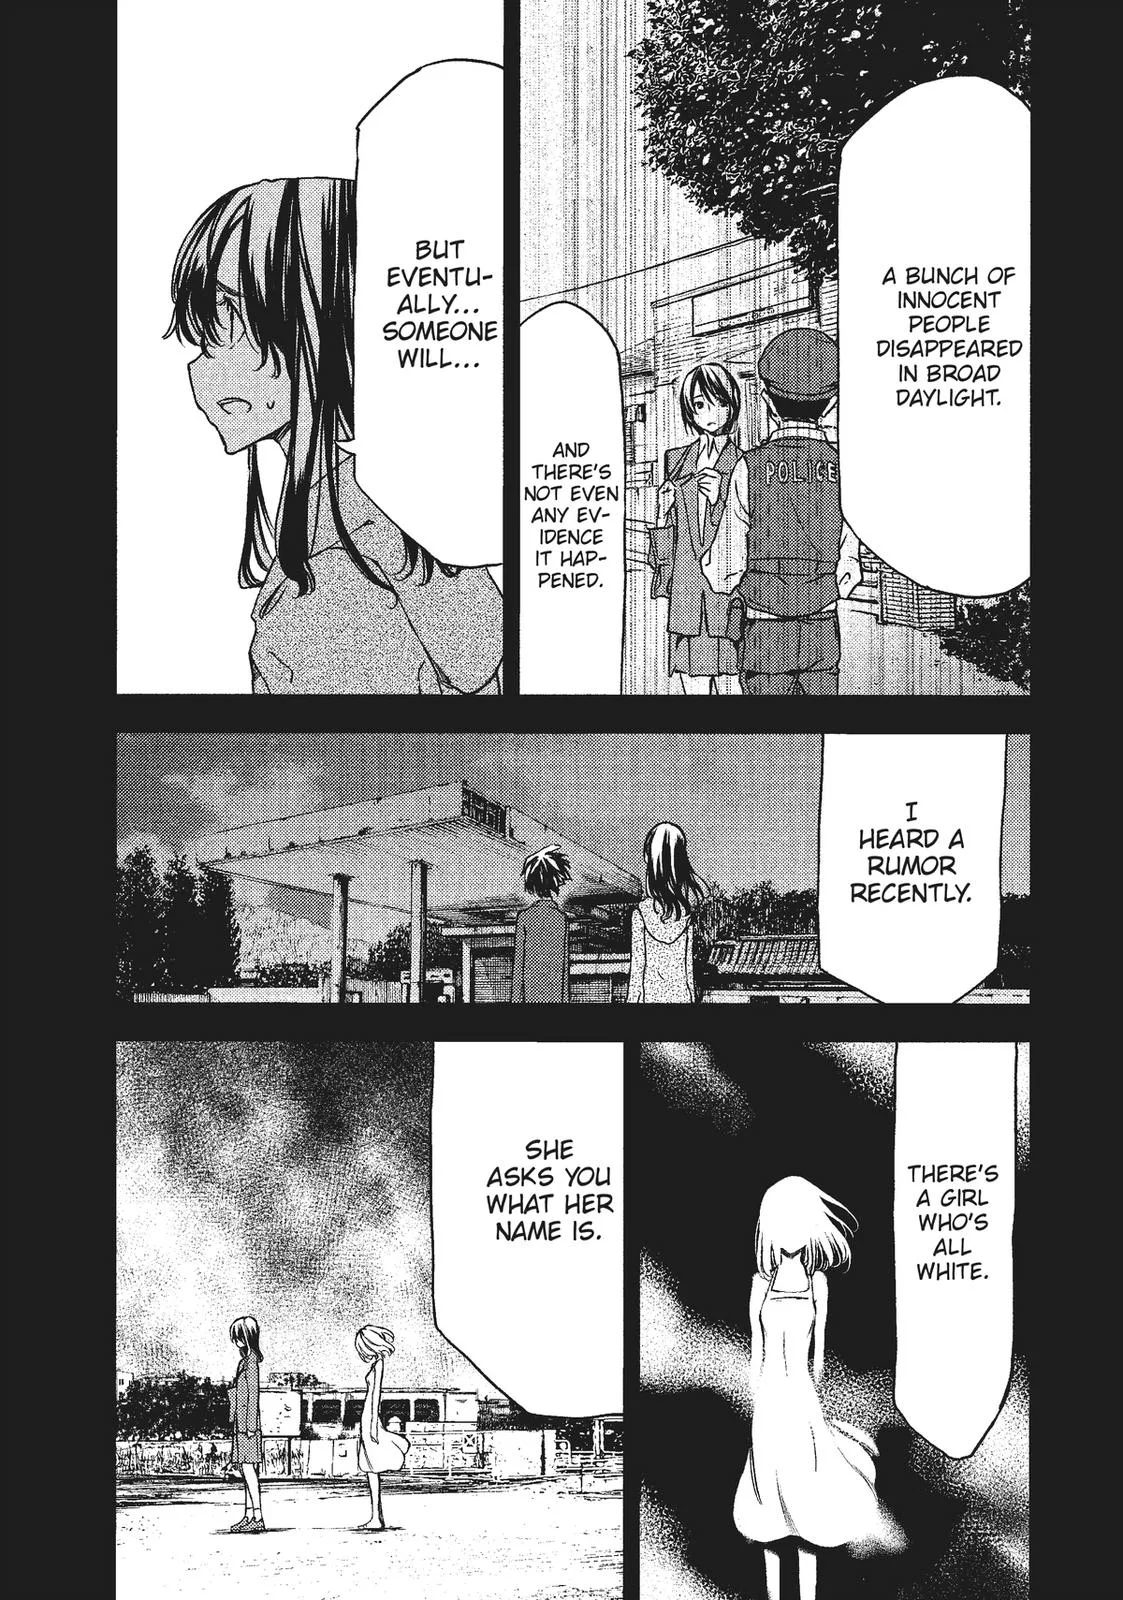 A BUNCH OF
INNOCENT
PEOPLE
DISAPPEARED
IN BROAD
DAYLIGHT.
POLICE
AND
THERE'S
NOT EVEN
ANY EV-
IDENCE
IT HAP-
PENED.
BUT
EVENTU-
ALLY...
SOMEONE
WILL...
I
HEARD A
RUMOR
RECENTLY.
THERE'S
A GIRL
WHO'S
ALL
WHITE.
SHE
ASKS YOU
WHAT HER
NAME IS.